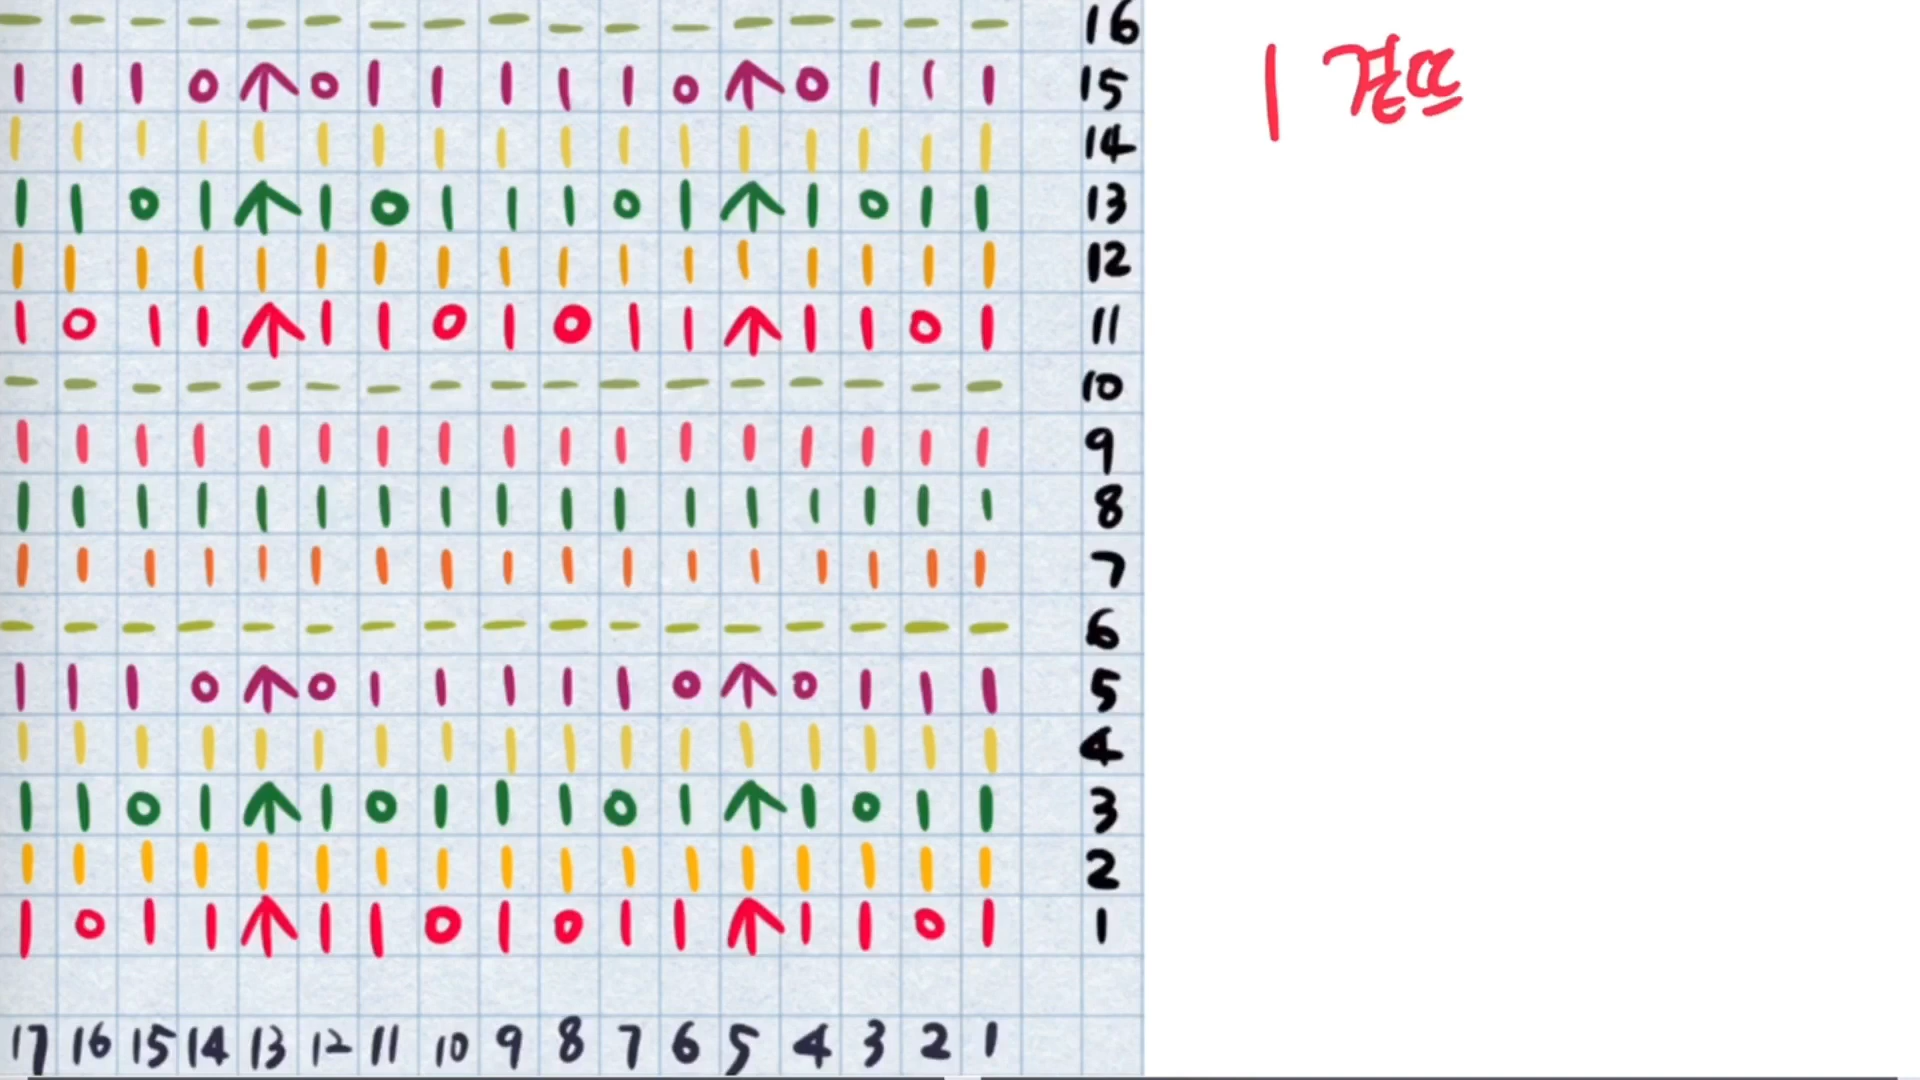 — — — — — — — — — — — — — — — — — 16
| | | O ↑ O | | | | | O ↑ O | | | 15
| | | | | | | | | | | | | | | | | 14
| | O | ↑ | O | | | O | ↑ | O | | 13
| | | | | | | | | | | | | | | | | 12
| O | | ↑ | | O | O | | ↑ | | O | 11
— — — — — — — — — — — — — — — — — 10
| | | | | | | | | | | | | | | | | 9
| | | | | | | | | | | | | | | | | 8
| | | | | | | | | | | | | | | | | 7
— — — — — — — — — — — — — — — — — 6
| | | O ↑ O | | | | | O ↑ O | | | 5
| | | | | | | | | | | | | | | | | 4
| | O | ↑ | O | | | O | ↑ | O | | 3
| | | | | | | | | | | | | | | | | 2
| O | | ↑ | | O | O | | ↑ | | O | 1
17 16 15 14 13 12 11 10 9 8 7 6 5 4 3 2 1
| 겉뜨